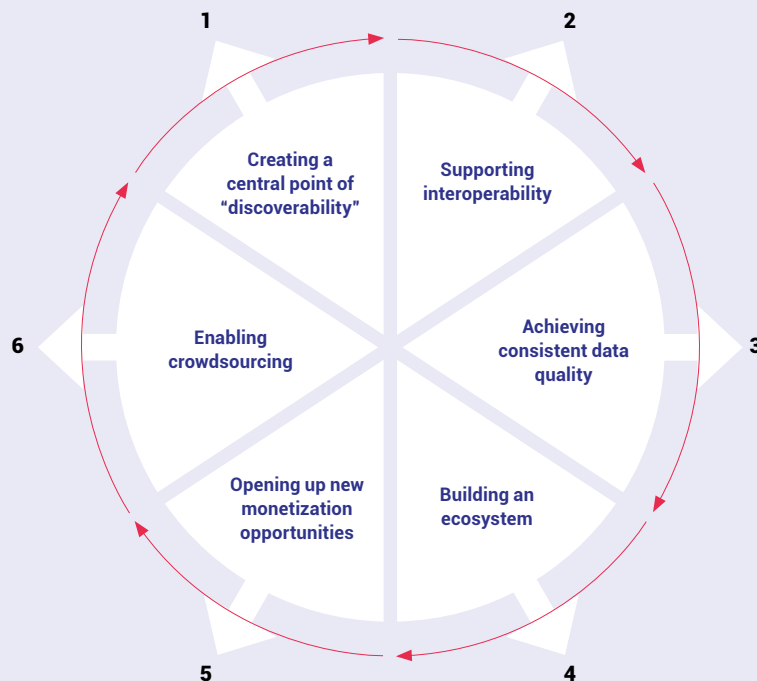 1
Creating a
central point of
“discoverability”
2
Supporting
interoperability
3
Achieving
consistent data
quality
4
Building an
ecosystem
5
Opening up new
monetization
opportunities
6
Enabling
crowdsourcing